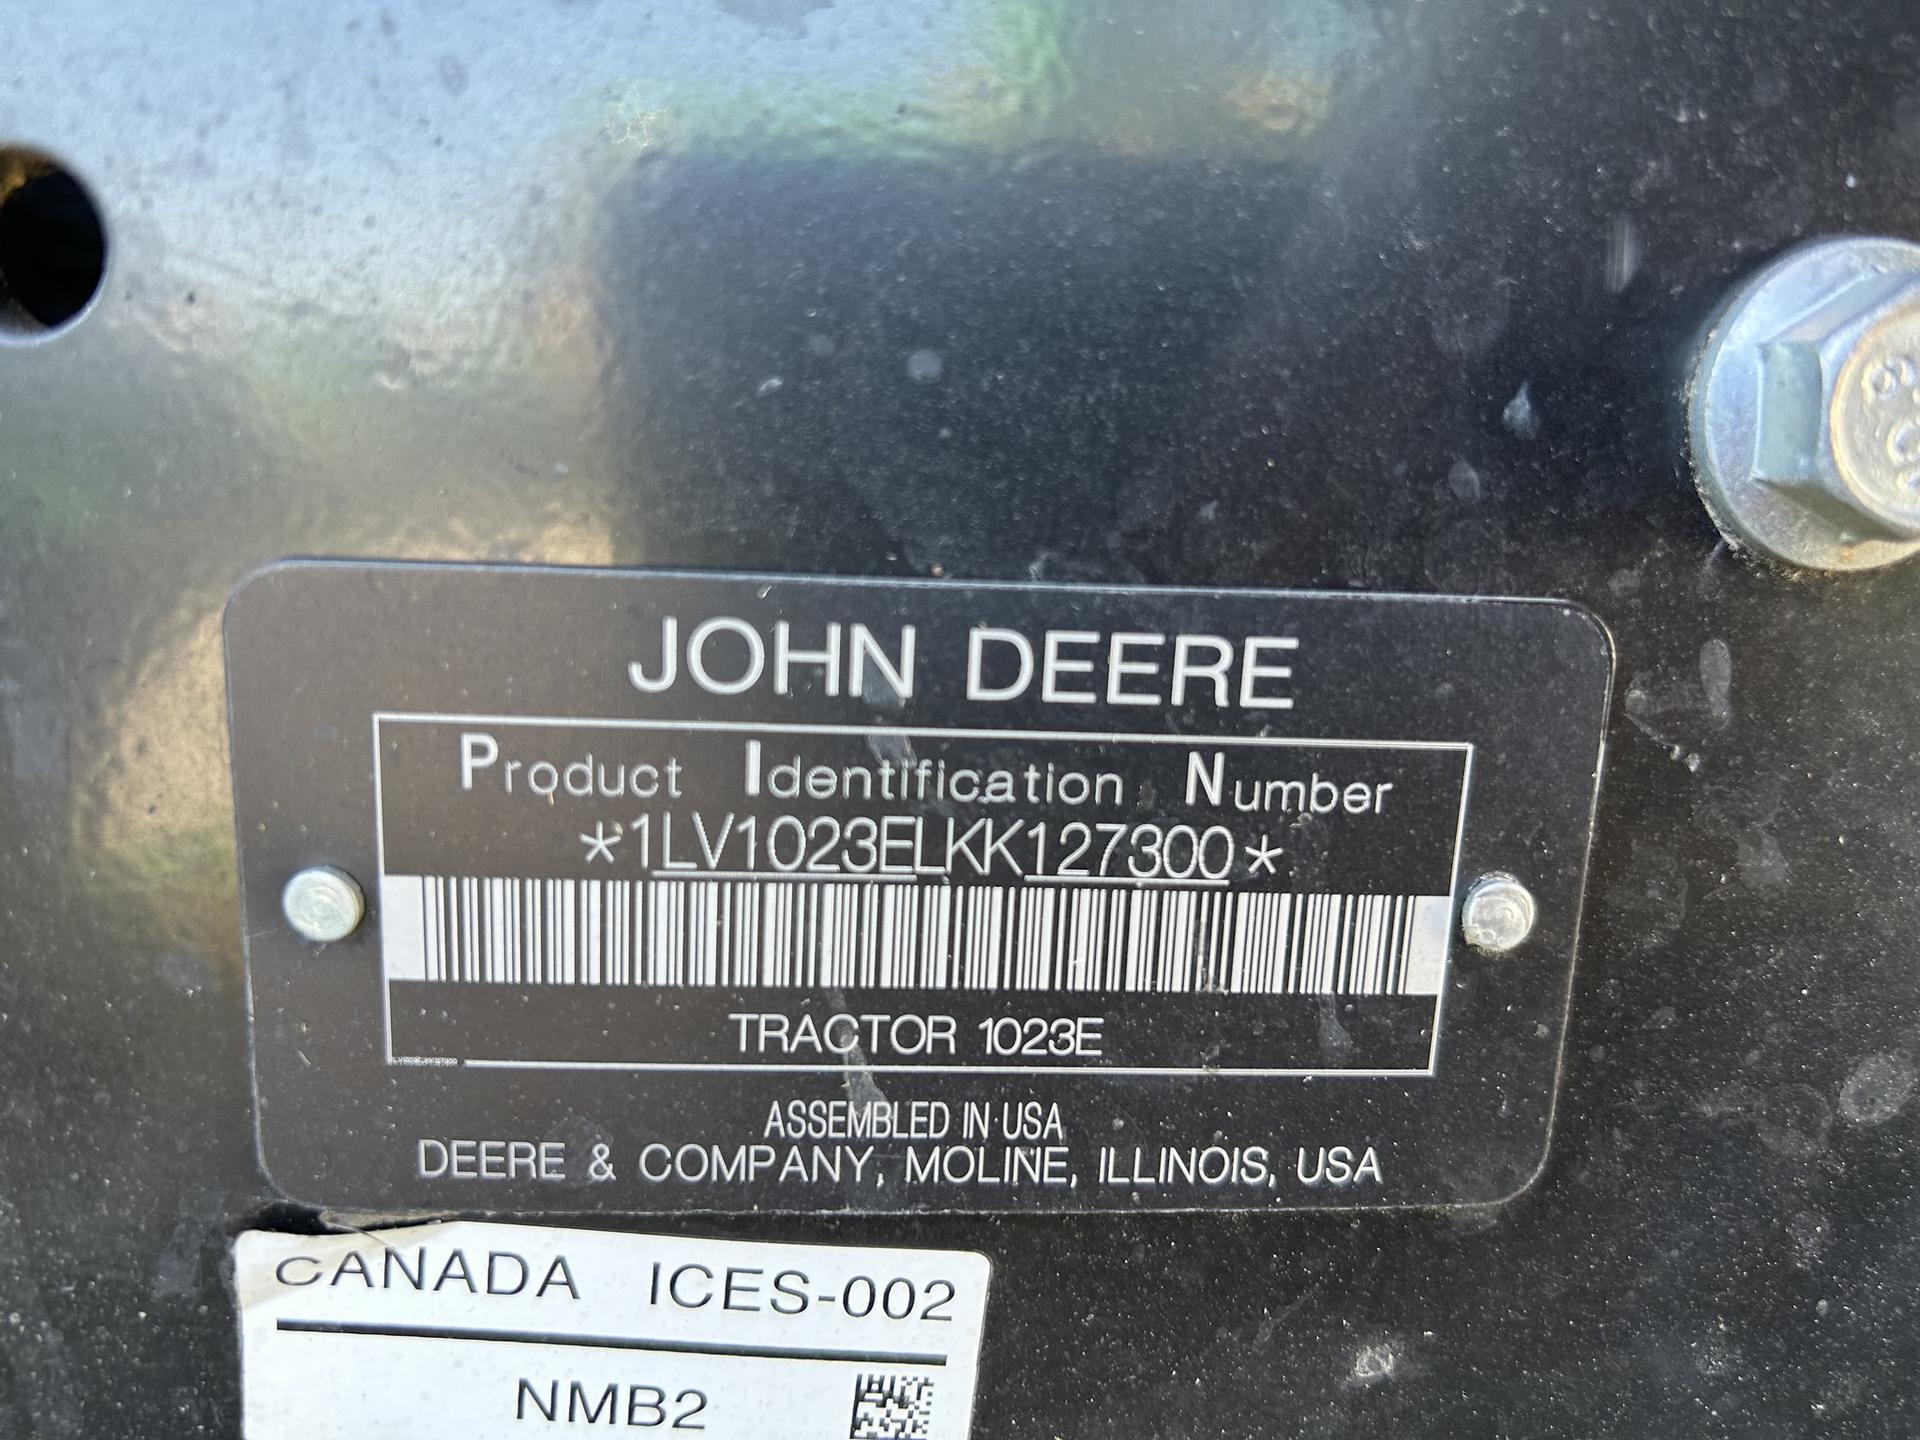 JOHN DEERE
Product Identification Number
*1LV1023ELKK127300*
TRACTOR 1023E
ASSEMBLED IN USA
DEERE & COMPANY, MOLINE, ILLINOIS, USA
CANADA ICES-002
NMB2